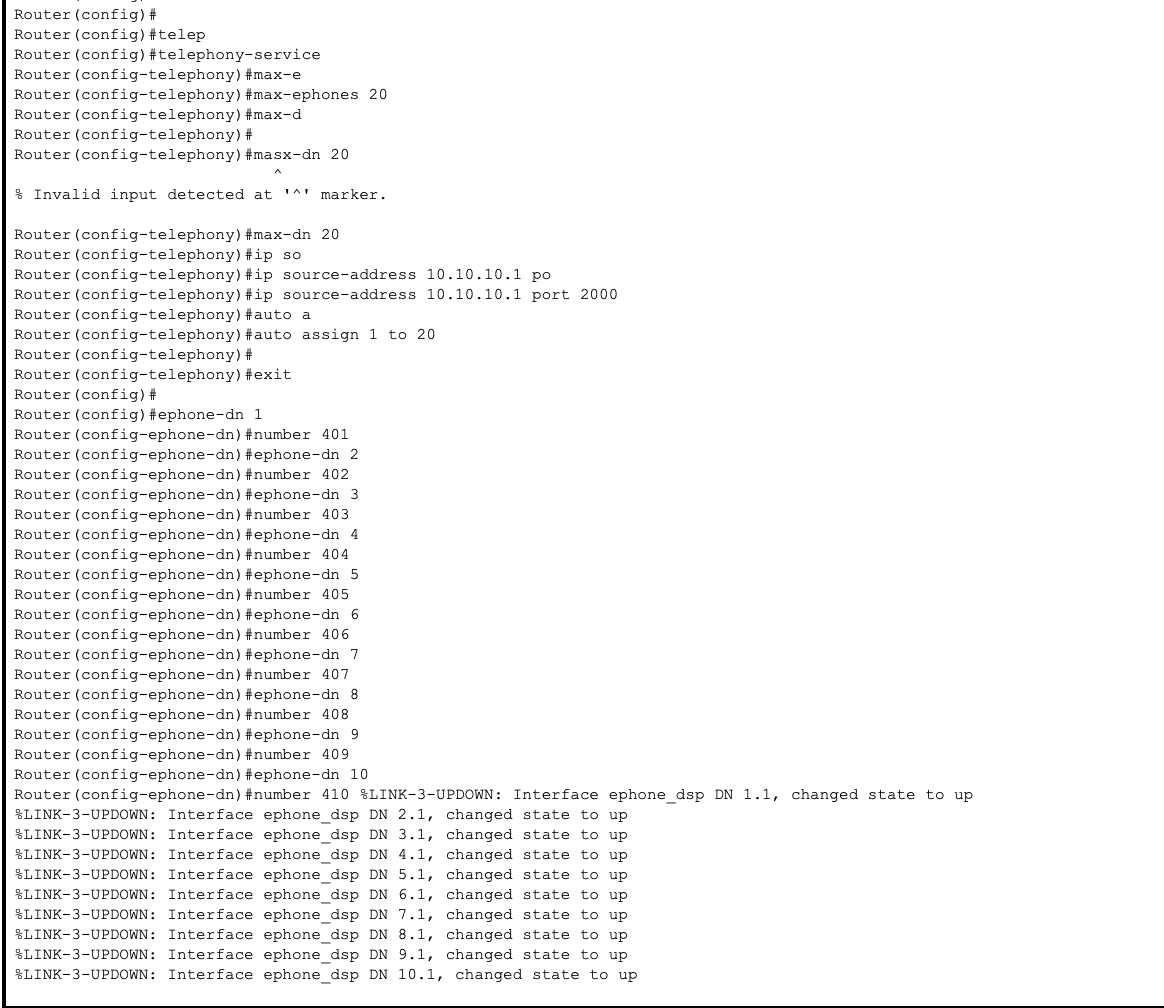 Router(config)#
Router(config)#telep
Router(config)#telephony-service
Router(config-telephony)#max-e
Router(config-telephony)#max-ephones 20
Router(config-telephony)#max-d
Router(config-telephony)#
Router(config-telephony)#masx-dn 20
^
% Invalid input detected at '^' marker.
Router(config-telephony)#max-dn 20
Router(config-telephony)#ip so
Router(config-telephony)#ip source-address 10.10.10.1 po
Router(config-telephony)#ip source-address 10.10.10.1 port 2000
Router(config-telephony)#auto a
Router(config-telephony)#auto assign 1 to 20
Router(config-telephony)#
Router(config-telephony)#exit
Router(config)#
Router(config)#ephone-dn 1
Router(config-ephone-dn)#number 401
Router(config-ephone-dn)#ephone-dn 2
Router(config-ephone-dn)#number 402
Router(config-ephone-dn)#ephone-dn 3
Router(config-ephone-dn)#number 403
Router(config-ephone-dn)#ephone-dn 4
Router(config-ephone-dn)#number 404
Router(config-ephone-dn)#ephone-dn 5
Router(config-ephone-dn)#number 405
Router(config-ephone-dn)#ephone-dn 6
Router(config-ephone-dn)#number 406
Router(config-ephone-dn)#ephone-dn 7
Router(config-ephone-dn)#number 407
Router(config-ephone-dn)#ephone-dn 8
Router(config-ephone-dn)#number 408
Router(config-ephone-dn)#ephone-dn 9
Router(config-ephone-dn)#number 409
Router(config-ephone-dn)#ephone-dn 10
Router(config-ephone-dn)#number 410 %LINK-3-UPDOWN: Interface ephone_dsp DN 1.1, changed state to up
%LINK-3-UPDOWN: Interface ephone_dsp DN 2.1, changed state to up
%LINK-3-UPDOWN: Interface ephone_dsp DN 3.1, changed state to up
%LINK-3-UPDOWN: Interface ephone_dsp DN 4.1, changed state to up
%LINK-3-UPDOWN: Interface ephone_dsp DN 5.1, changed state to up
%LINK-3-UPDOWN: Interface ephone_dsp DN 6.1, changed state to up
%LINK-3-UPDOWN: Interface ephone_dsp DN 7.1, changed state to up
%LINK-3-UPDOWN: Interface ephone_dsp DN 8.1, changed state to up
%LINK-3-UPDOWN: Interface ephone_dsp DN 9.1, changed state to up
%LINK-3-UPDOWN: Interface ephone_dsp DN 10.1, changed state to up